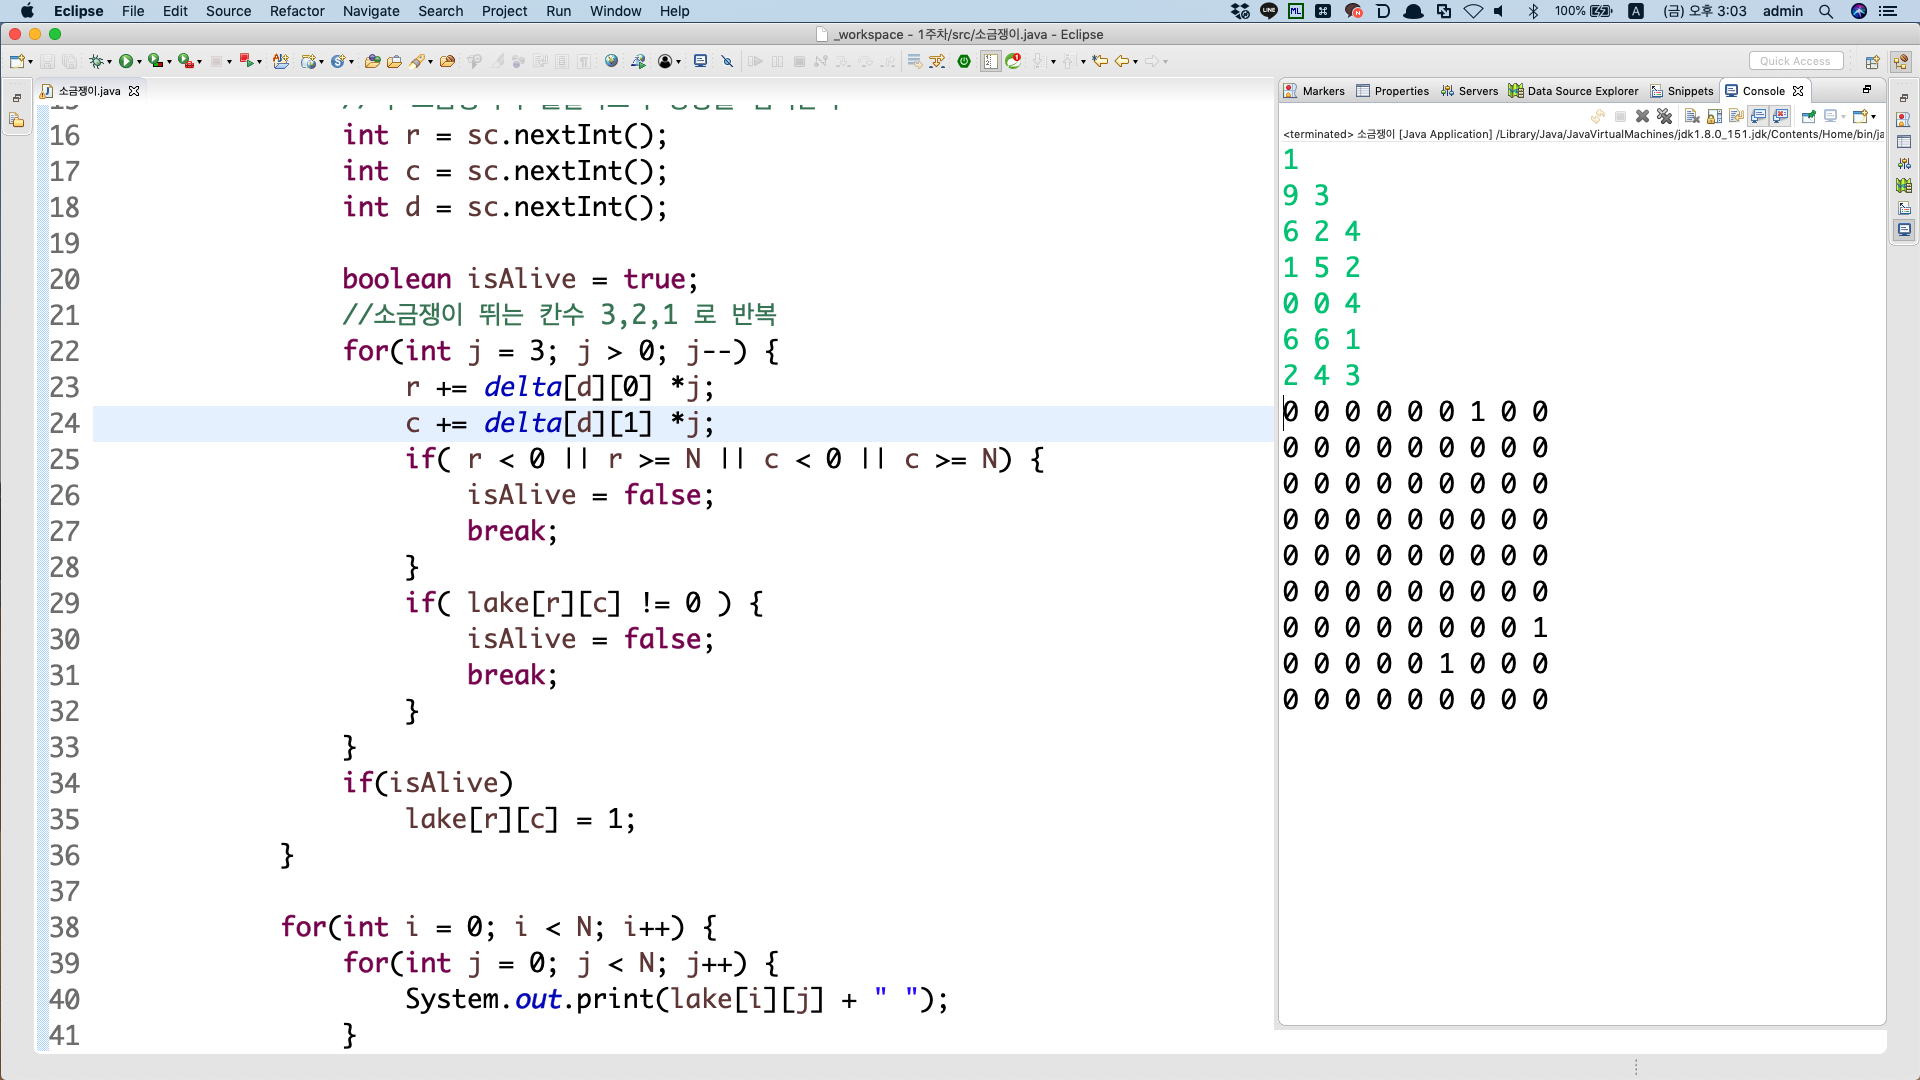 Eclipse File Edit Source Refactor Navigate Search Project Run Window Help 100% A (금) 오후 3:03 admin
_workspace - 1주차/src/소금쟁이.java - Eclipse
Quick Access
소금쟁이.java
16 int r = sc.nextInt();
17 int c = sc.nextInt();
18 int d = sc.nextInt();
19
20 boolean isAlive = true;
21 //소금쟁이 뛰는 칸수 3,2,1 로 반복
22 for(int j = 3; j > 0; j--) {
23 r += delta[d][0] *j;
24 c += delta[d][1] *j;
25 if( r < 0 || r >= N || c < 0 || c >= N) {
26 isAlive = false;
27 break;
28 }
29 if( lake[r][c] != 0 ) {
30 isAlive = false;
31 break;
32 }
33 }
34 if(isAlive)
35 lake[r][c] = 1;
36 }
37
38 for(int i = 0; i < N; i++) {
39 for(int j = 0; j < N; j++) {
40 System.out.print(lake[i][j] + " ");
41 }
Markers Properties Servers Data Source Explorer Snippets Console
<terminated> 소금쟁이 [Java Application] /Library/Java/JavaVirtualMachines/jdk1.8.0_151.jdk/Contents/Home/bin/ja
1
9 3
6 2 4
1 5 2
0 0 4
6 6 1
2 4 3
0 0 0 0 0 0 1 0 0
0 0 0 0 0 0 0 0 0
0 0 0 0 0 0 0 0 0
0 0 0 0 0 0 0 0 0
0 0 0 0 0 0 0 0 0
0 0 0 0 0 0 0 0 0
0 0 0 0 0 0 0 0 1
0 0 0 0 0 1 0 0 0
0 0 0 0 0 0 0 0 0